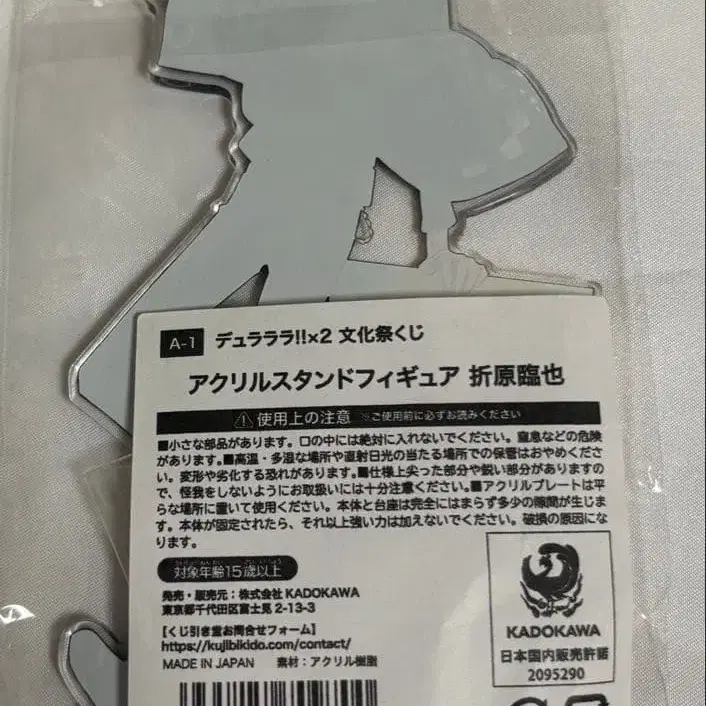 A-1 デュラララ!!×2 文化祭くじ
アクリルスタンドフィギュア 折原臨也
使用上の注意 ※ご使用前に必ずお読みください
■小さな部品があります。口の中には絶対に入れないでください。窒息などの危険
があります。■高温・多湿な場所や直射日光の当たる場所での保管はおやめくださ
い。変形や劣化する恐れがあります。■仕様上尖った部分や鋭い部分がありますの
で、怪我をしないようにお取扱いには十分注意ください。■アクリルプレートは平
らな場所に置いて使用ください。本体と台座は完全にはまらず多少の隙間が生じま
す。本体が固定されたら、それ以上強い力は加えないでください。破損の原因にな
ります。
対象年齢15歳以上
発売・販売元：株式会社 KADOKAWA
東京都千代田区富士見 2-13-3
【くじ引き堂お問合せフォーム】
https://kujibikido.com/contact/
MADE IN JAPAN 素材：アクリル樹脂
KADOKAWA
日本国内販売許諾
2095290